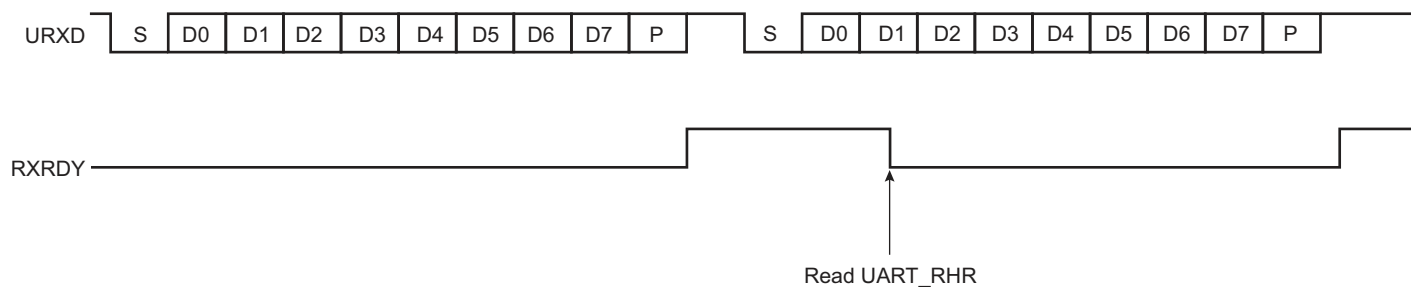 URXD S D0 D1 D2 D3 D4 D5 D6 D7 P S D0 D1 D2 D3 D4 D5 D6 D7 P
RXRDY
Read UART_RHR